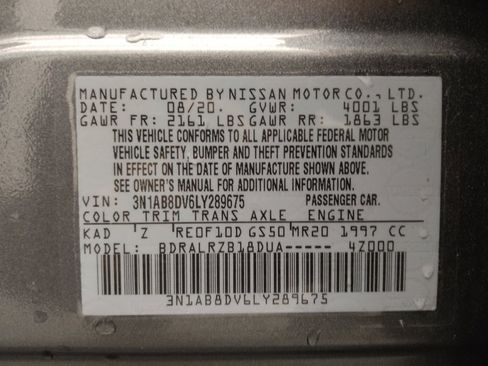 MANUFACTURED BY NISSAN MOTOR CO., LTD.
DATE: 08/20. GVWR: 4001 LBS
GAWR FR: 2161 LBS GAWR RR: 1863 LBS
THIS VEHICLE CONFORMS TO ALL APPLICABLE FEDERAL MOTOR
VEHICLE SAFETY, BUMPER AND THEFT PREVENTION STANDARDS
IN EFFECT ON THE DATE OF MANUFACTURE SHOWN ABOVE.
SEE OWNER'S MANUAL FOR ADDITIONAL INFORMATION.
VIN: 3N1AB8DV6LY289675 PASSENGER CAR.
COLOR TRIM TRANS AXLE ENGINE
KAD Z RE0F10D GS50 MR20 1997 CC
MODEL: BDRALRZB18DUA----- 4Z000
3N1AB8DV6LY289675